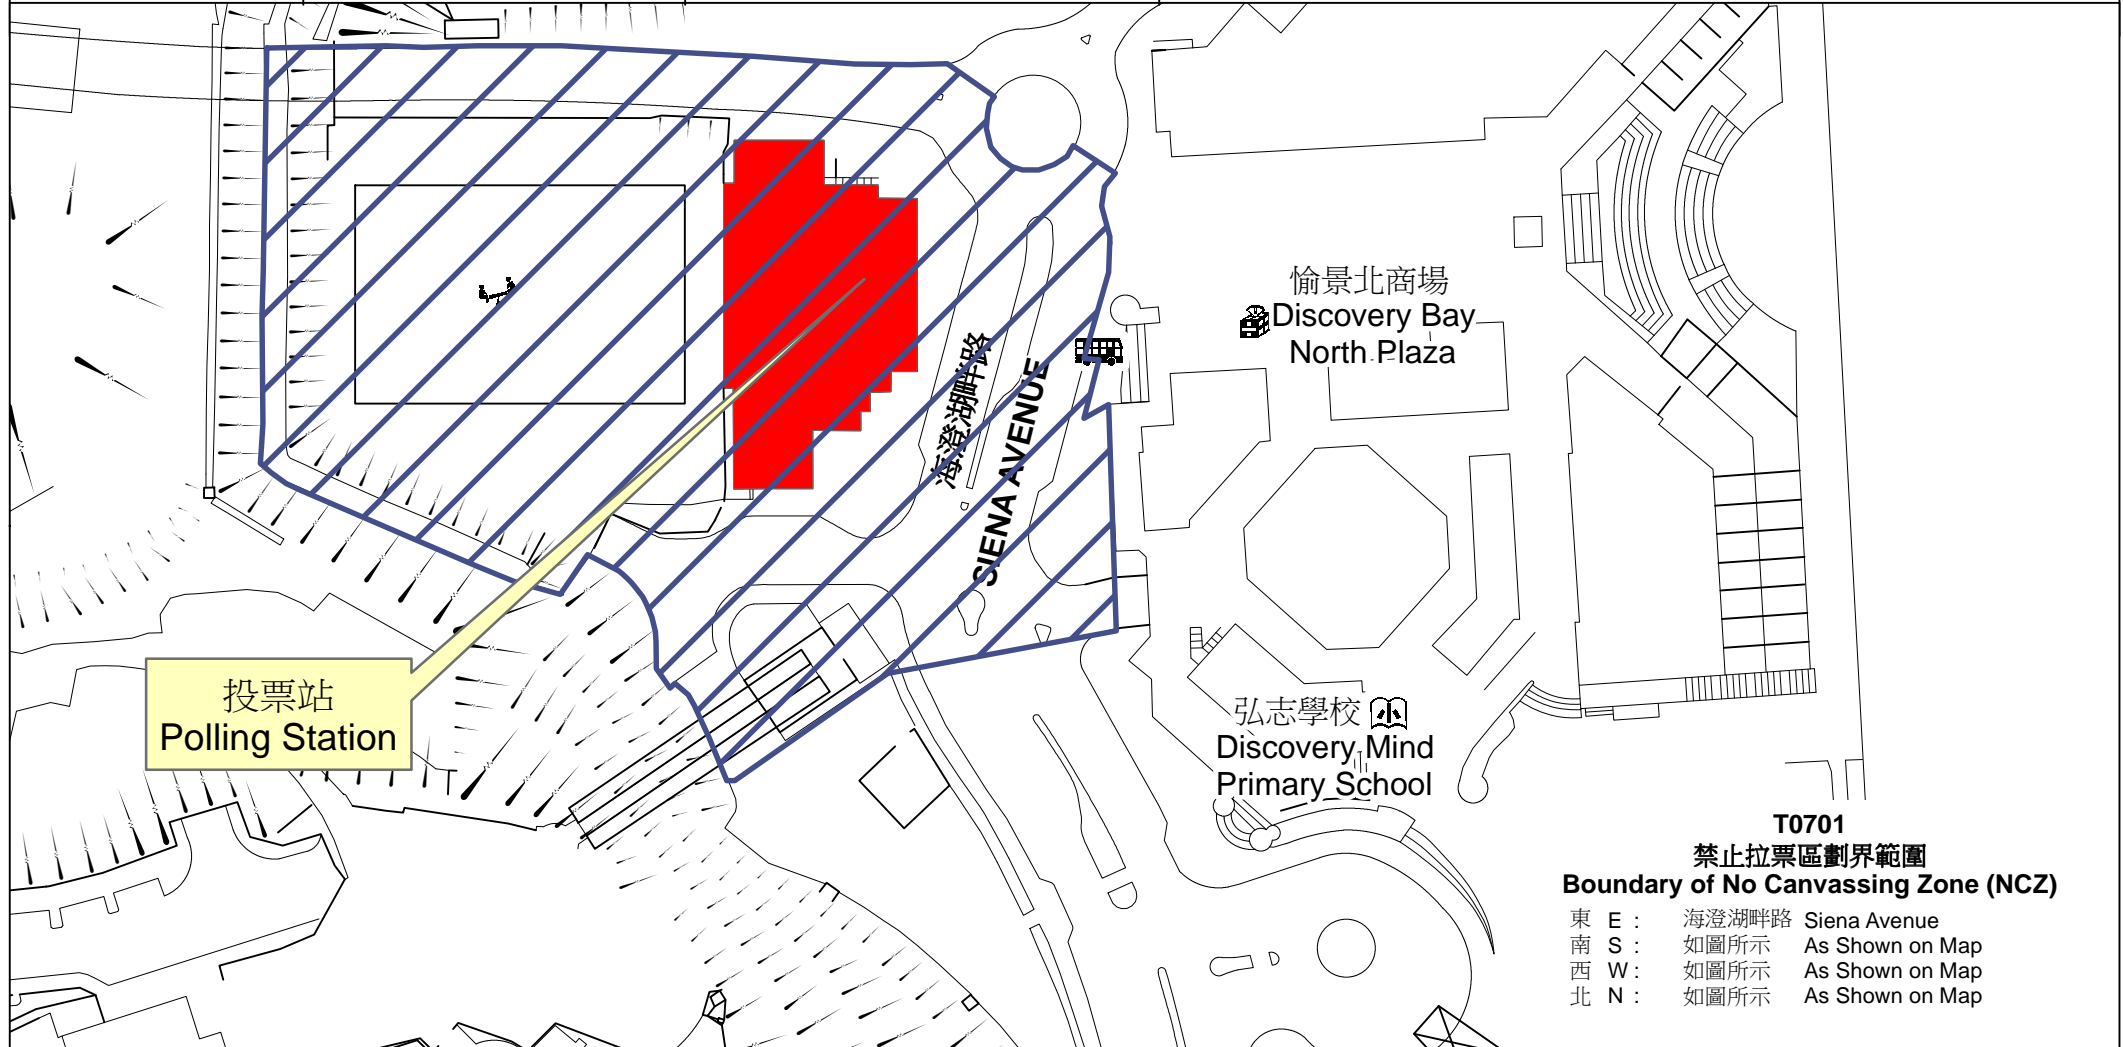 愉景北商場
Discovery Bay
North Plaza
海澄湖畔路
SIENA AVENUE
投票站
Polling Station
弘志學校
Discovery Mind
Primary School
T0701
禁止拉票區劃界範圍
Boundary of No Canvassing Zone (NCZ)
東 E : 海澄湖畔路 Siena Avenue
南 S : 如圖所示 As Shown on Map
西 W : 如圖所示 As Shown on Map
北 N : 如圖所示 As Shown on Map